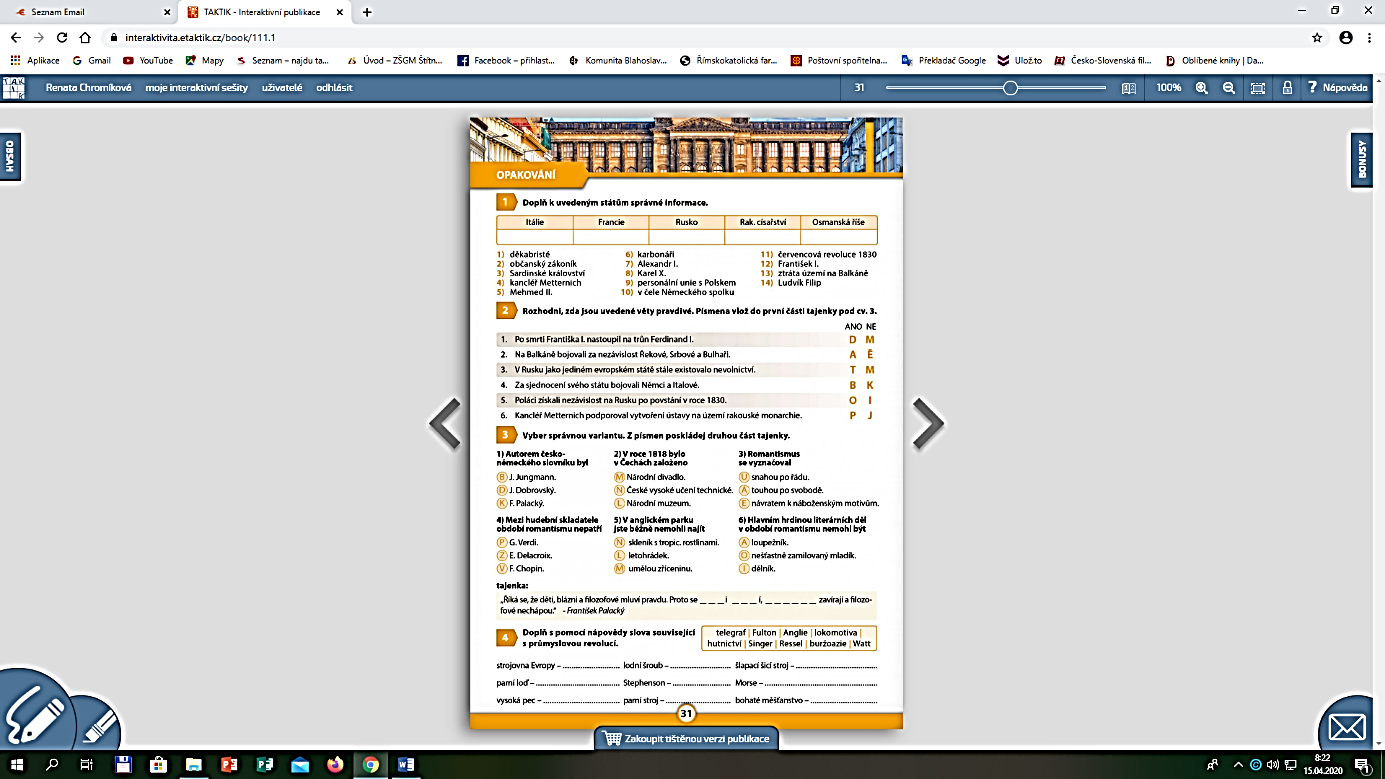 Seznam Email
TAKTIK - Interaktivní publikace
interaktivita.etaktik.cz/book/111.1
Aplikace Gmail YouTube Mapy Seznam – najdu ta... Úvod – ZŠGM Štítn... Facebook – přihlast... Komunita Blahoslav... Římskokatolická far... Poštovní spořitelna... Překladač Google Ulož.to Česko-Slovenská fil... Oblíbené knihy | Da...
TAKTIK
Renata Chromíková moje interaktivní sešity uživatelé odhlásit 31 100% ? Nápověda
OBSAH
BONUSY
OPAKOVÁNÍ
1 Doplň k uvedeným státům správné informace.
Itálie Francie Rusko Rak. císařství Osmanská říše
1) děkabristé 6) karbonáři 11) červencová revoluce 1830
2) občanský zákoník 7) Alexandr I. 12) František I.
3) Sardinské království 8) Karel X. 13) ztráta území na Balkáně
4) kancléř Metternich 9) personální unie s Polskem 14) Ludvík Filip
5) Mehmed II. 10) v čele Německého spolku
2 Rozhodni, zda jsou uvedené věty pravdivé. Písmena vlož do první části tajenky pod cv. 3.
ANO NE
1. Po smrti Františka I. nastoupil na trůn Ferdinand I. D M
2. Na Balkáně bojovali za nezávislost Řekové, Srbové a Bulhaři. A Ě
3. V Rusku jako jediném evropském státě stále existovalo nevolnictví. T M
4. Za sjednocení svého státu bojovali Němci a Italové. B K
5. Poláci získali nezávislost na Rusku po povstání v roce 1830. O I
6. Kancléř Metternich podporoval vytvoření ústavy na území rakouské monarchie. P J
3 Vyber správnou variantu. Z písmen poskládej druhou část tajenky.
1) Autorem česko- 2) V roce 1818 bylo 3) Romantismus
německého slovníku byl v Čechách založeno se vyznačoval
B J. Jungmann. M Národní divadlo. U snahou po řádu.
D J. Dobrovský. N České vysoké učení technické. A touhou po svobodě.
K F. Palacký. L Národní muzeum. E návratem k náboženským motivům.
4) Mezi hudební skladatele 5) V anglickém parku 6) Hlavním hrdinou literárních děl
období romantismu nepatří jste běžně nemohli najít v období romantismu nemohl být
P G. Verdi. N skleník s tropic. rostlinami. A loupežník.
Z E. Delacroix. L letohrádek. O nešťastně zamilovaný mladík.
V F. Chopin. M umělou zříceninu. I dělník.
tajenka:
„Říká se, že děti, blázni a filozofové mluví pravdu. Proto se _ _ _ i _ _ _ í, _ _ _ _ _ _ zavírají a filozo-
fové nechápou." - František Palacký
4 Doplň s pomocí nápovědy slova související
s průmyslovou revolucí.
telegraf | Fulton | Anglie | lokomotiva |
hutnictví | Singer | Ressel | buržoazie | Watt
strojovna Evropy – ........................ lodní šroub – ........................ šlapací šicí stroj – ........................
parní loď – ........................ Stephenson – ........................ Morse – ........................
vysoká pec – ........................ parní stroj – ........................ bohaté měšťanstvo – ........................
31
Zakoupit tištěnou verzi publikace
8:22
15.04.2020